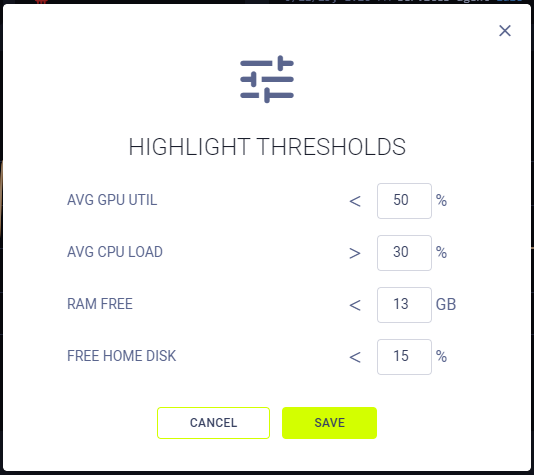 HIGHLIGHT THRESHOLDS
AVG GPU UTIL < 50 %
AVG CPU LOAD > 30 %
RAM FREE < 13 GB
FREE HOME DISK < 15 %
CANCEL SAVE